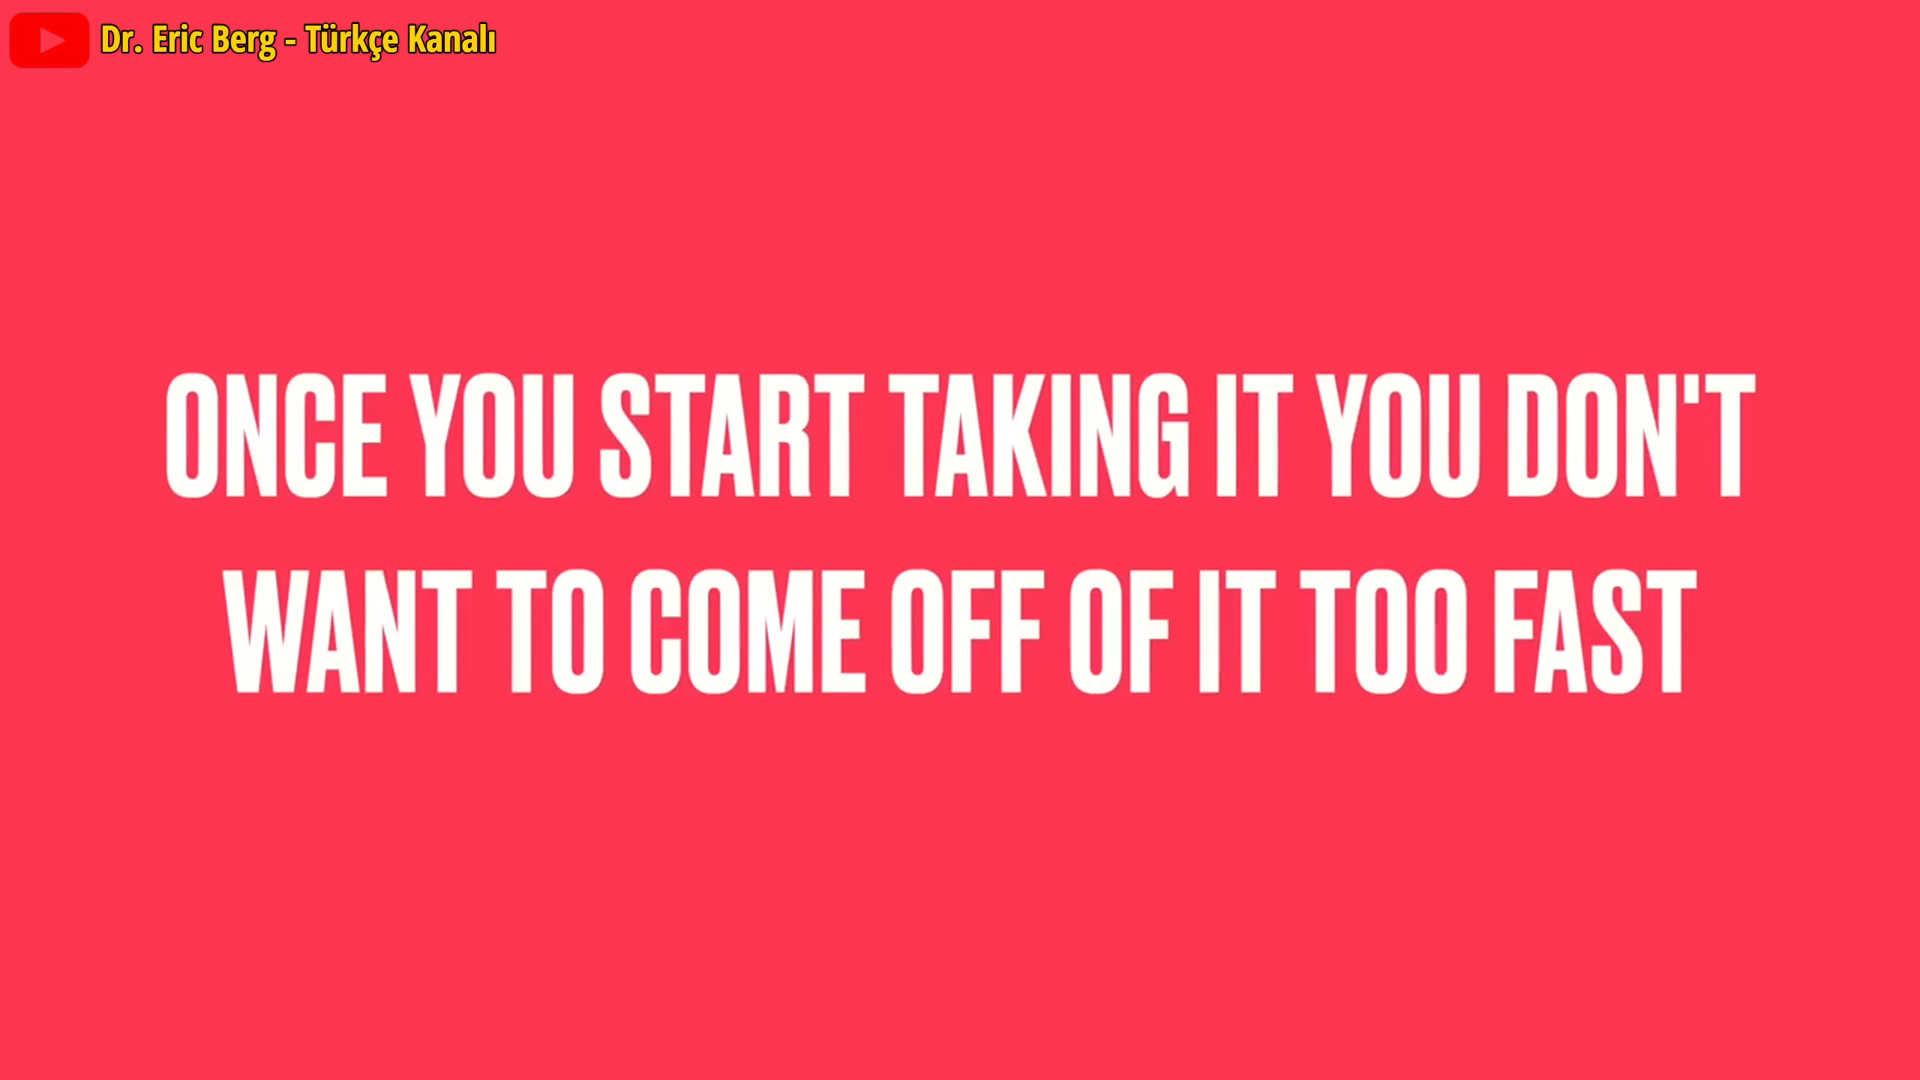 Dr. Eric Berg - Türkçe Kanalı
ONCE YOU START TAKING IT YOU DON'T
WANT TO COME OFF OF IT TOO FAST